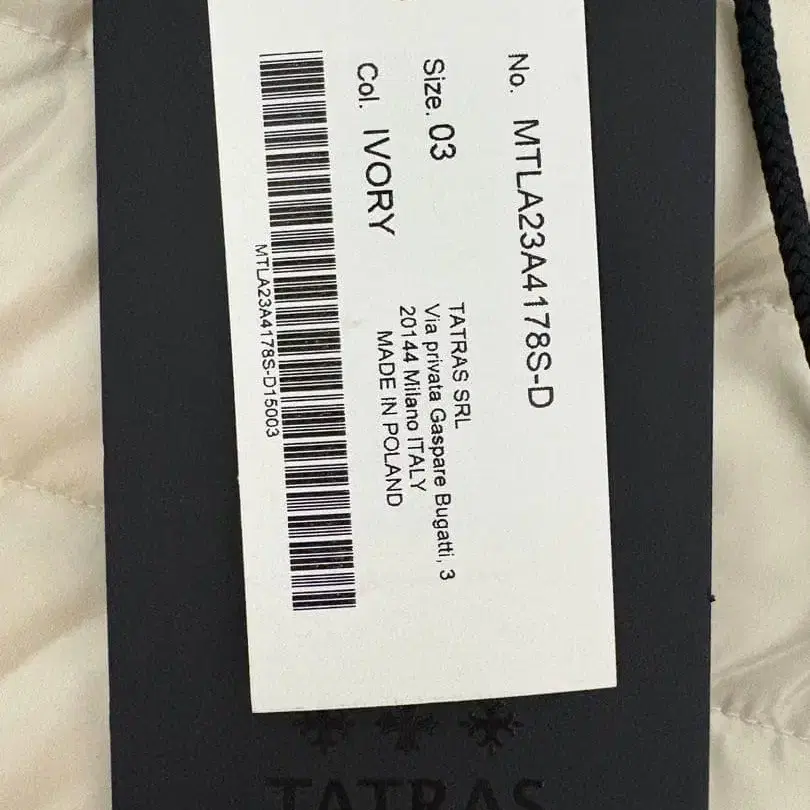 No. MTLA23A4178S-D
Size. 03
Col. IVORY
TATRAS SRL
Via privata Gaspare Bugatti, 3
20144 Milano ITALY
MADE IN POLAND
MTLA23A4178S-D15003
TATRAS